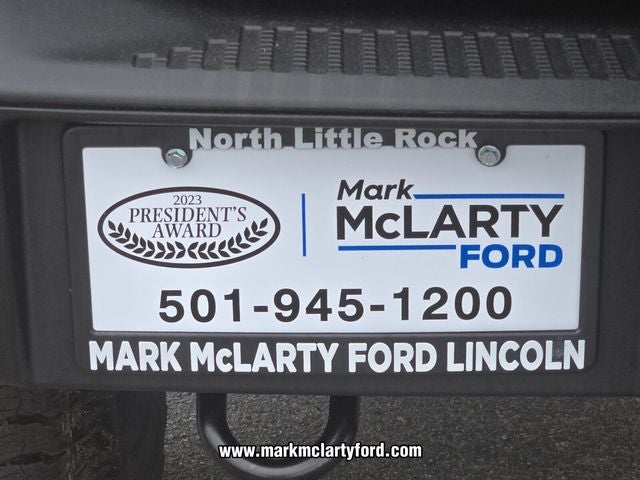 North Little Rock
2023
PRESIDENT'S
AWARD
Mark
McLARTY
FORD
501-945-1200
MARK McLARTY FORD LINCOLN
www.markmclartyford.com